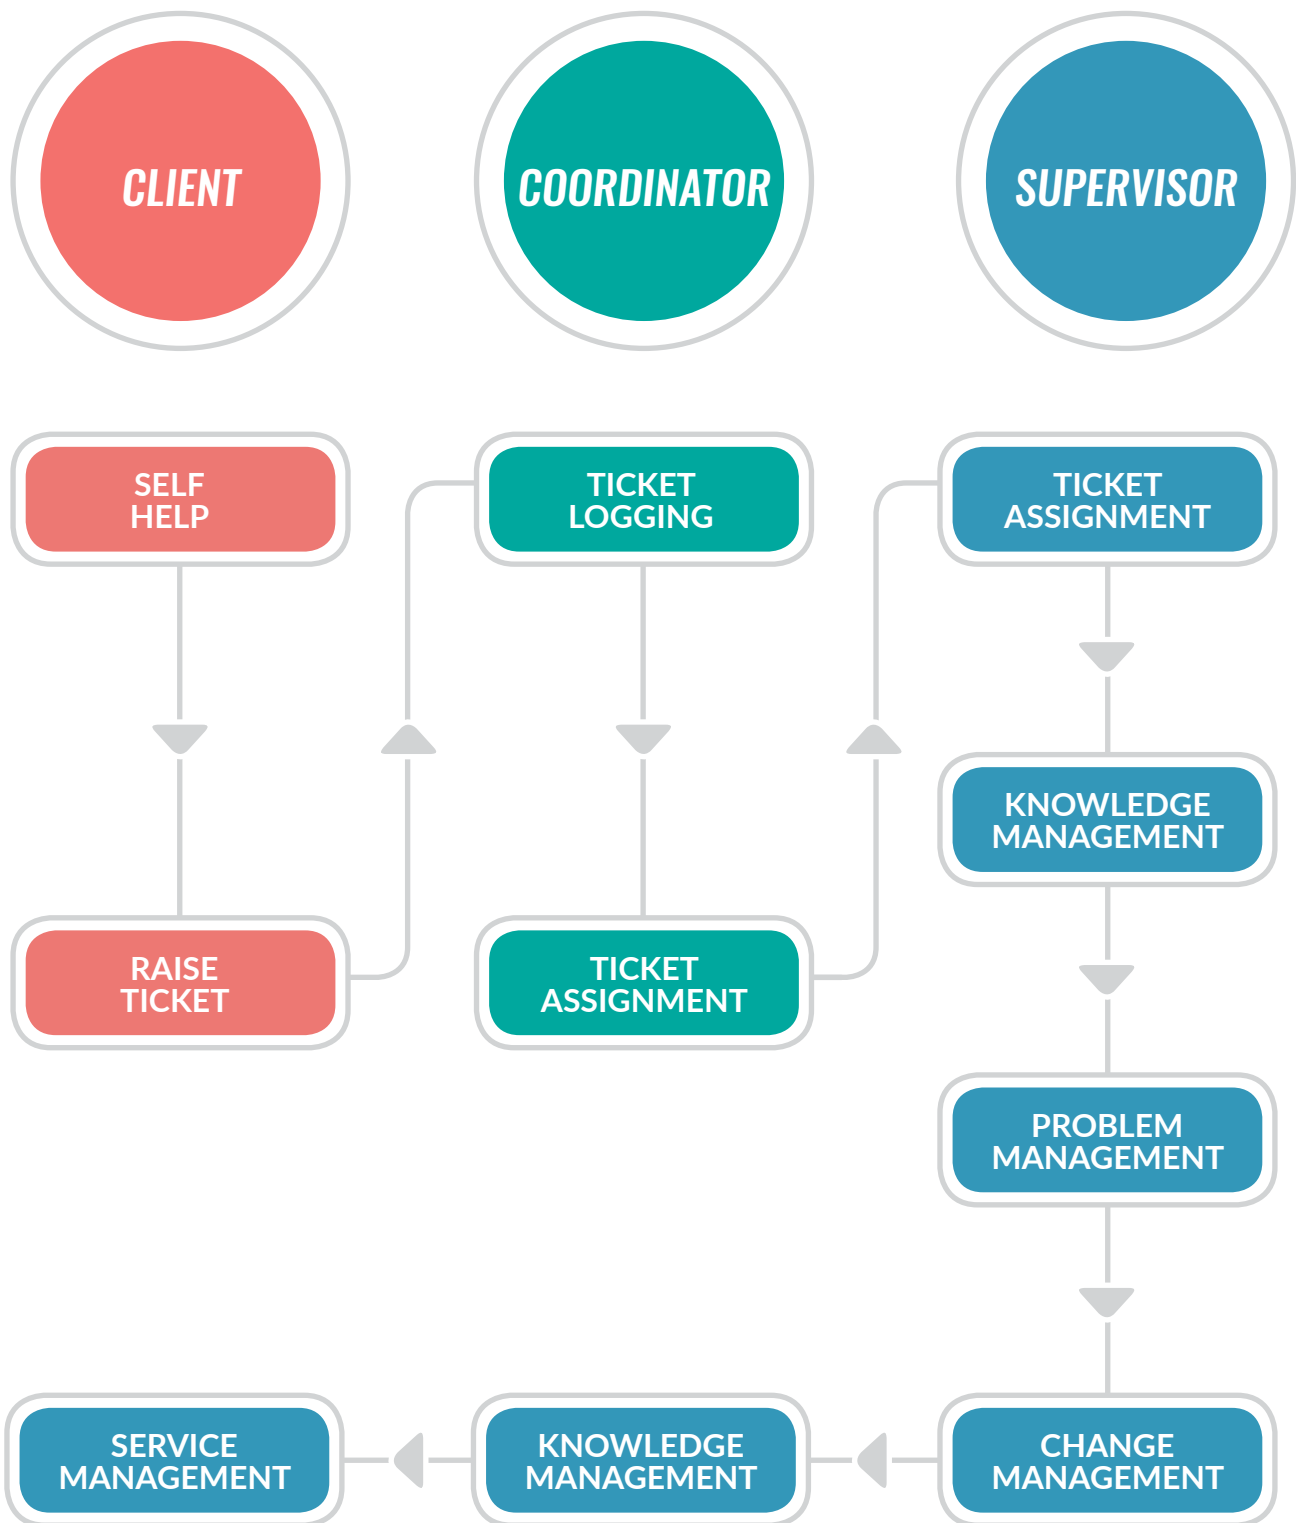 CLIENT
COORDINATOR
SUPERVISOR
SELF
HELP
TICKET
LOGGING
TICKET
ASSIGNMENT
KNOWLEDGE
MANAGEMENT
RAISE
TICKET
TICKET
ASSIGNMENT
PROBLEM
MANAGEMENT
SERVICE
MANAGEMENT
KNOWLEDGE
MANAGEMENT
CHANGE
MANAGEMENT